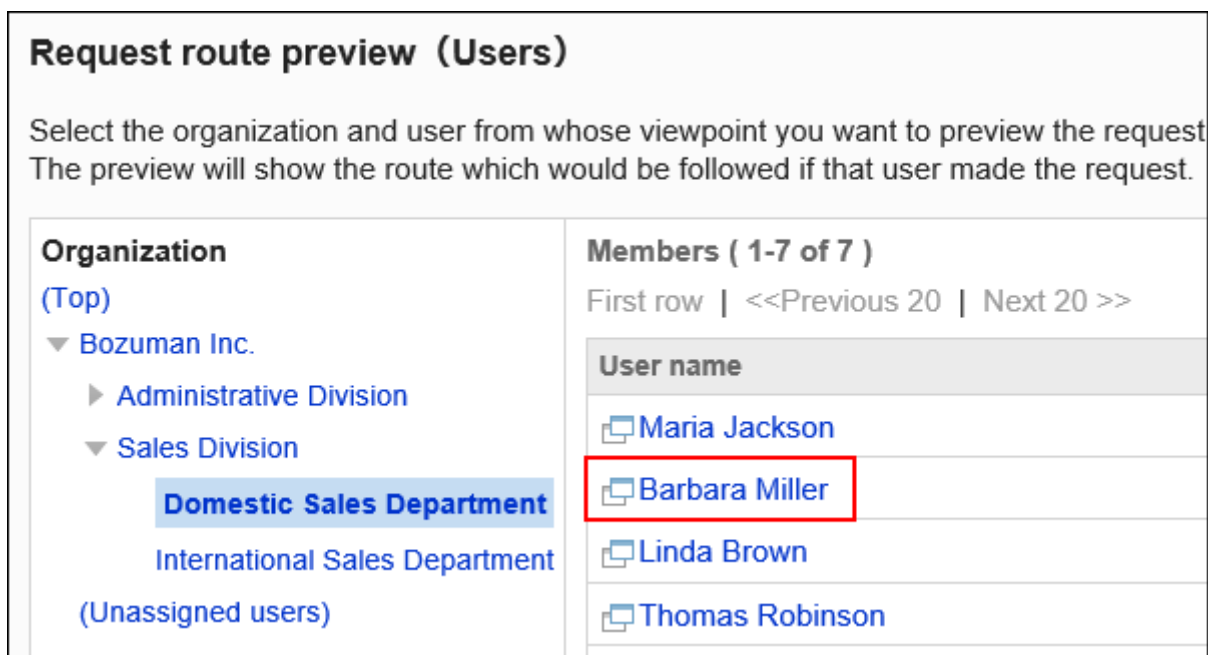 Request route preview（Users）
Select the organization and user from whose viewpoint you want to preview the request
The preview will show the route which would be followed if that user made the request.
Organization
(Top)
Bozuman Inc.
Administrative Division
Sales Division
Domestic Sales Department
International Sales Department
(Unassigned users)
Members ( 1-7 of 7 )
First row | <<Previous 20 | Next 20 >>
User name
Maria Jackson
Barbara Miller
Linda Brown
Thomas Robinson